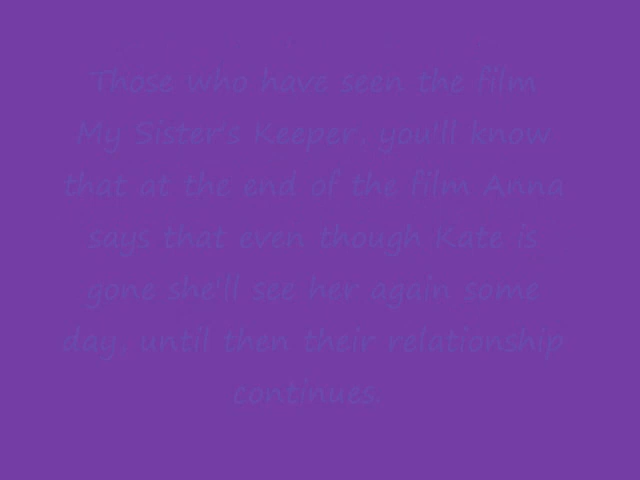 Those who have seen the film
My Sister's Keeper, you'll know
that at the end of the film Anna
says that even though Kate is
gone she'll see her again some
day, until then their relationship
continues.